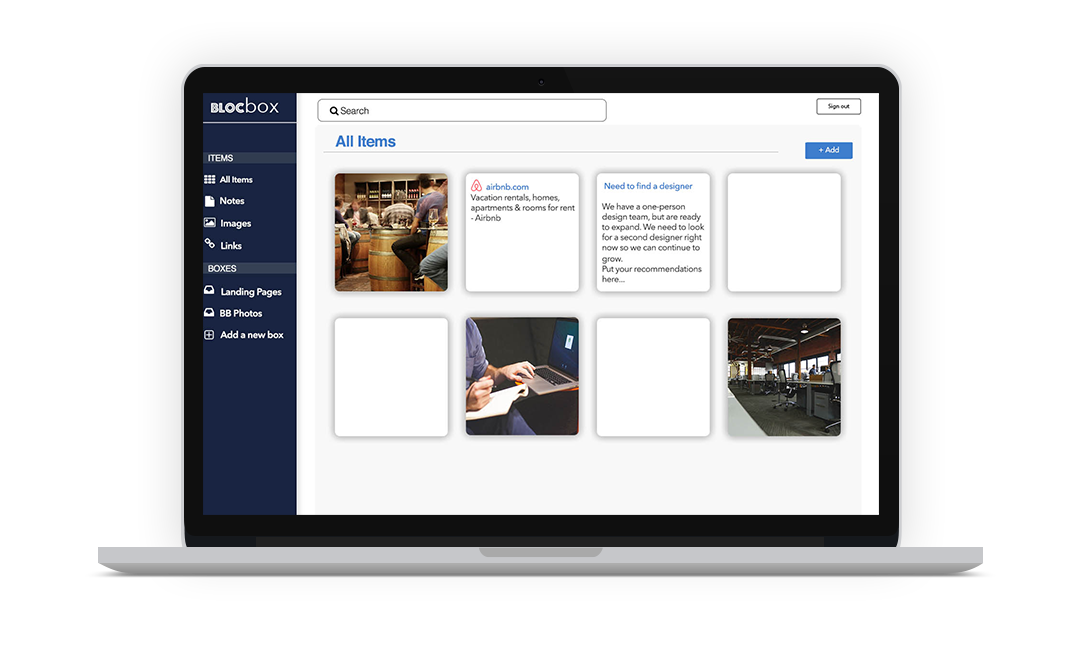 BLOCbox
Search
Sign out
All Items
+ Add
ITEMS
All Items
Notes
Images
Links
BOXES
Landing Pages
BB Photos
Add a new box
airbnb.com
Vacation rentals, homes,
apartments & rooms for rent
- Airbnb
Need to find a designer
We have a one-person
design team, but are ready
to expand. We need to look
for a second designer right
now so we can continue to
grow.
Put your recommendations
here...